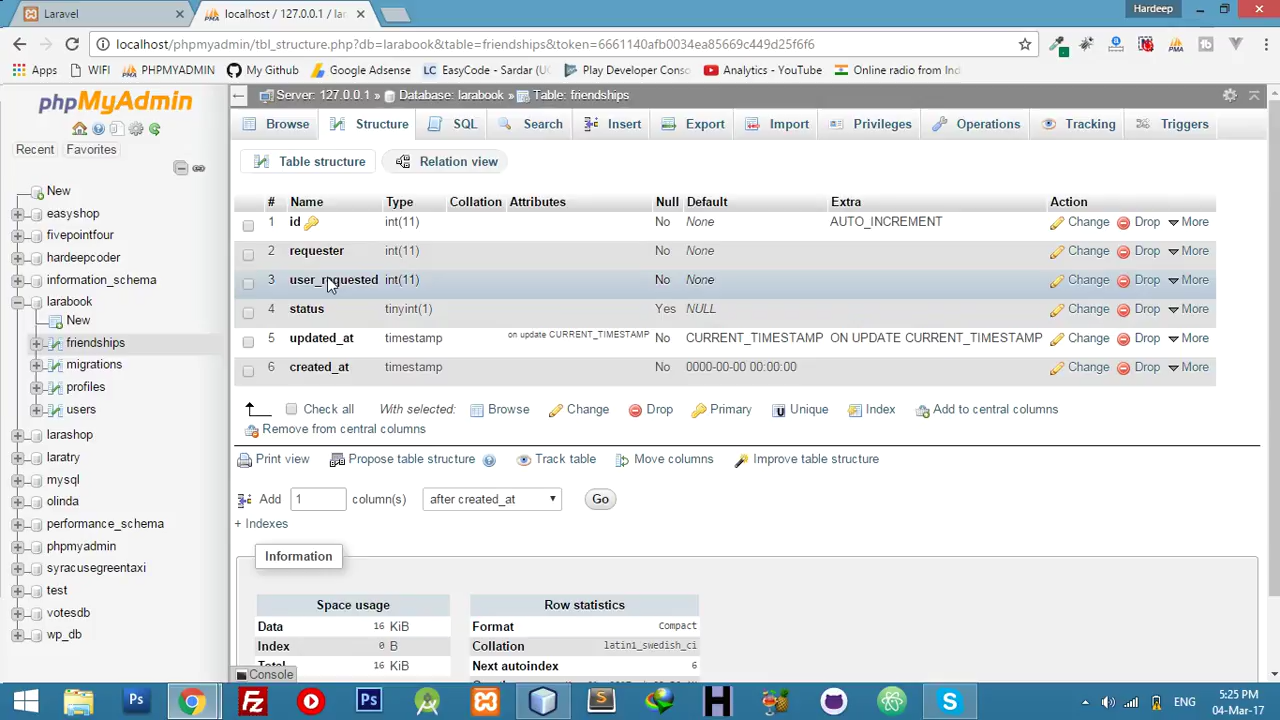 Laravel
localhost / 127.0.0.1 / lar
Hardeep
localhost/phpmyadmin/tbl_structure.php?db=larabook&table=friendships&token=6661140afb0034ea85669c449d25f6f6
Apps WIFI PHPMYADMIN My Github Google Adsense EasyCode - Sardar (UC Play Developer Conso Analytics - YouTube Online radio from Ind
phpMyAdmin
Server: 127.0.0.1 » Database: larabook » Table: friendships
Browse Structure SQL Search Insert Export Import Privileges Operations Tracking Triggers
Recent Favorites
Table structure Relation view
New
easyshop
fivepointfour
hardeepcoder
information_schema
larabook
New
friendships
migrations
profiles
users
larashop
laratry
mysql
olinda
performance_schema
phpmyadmin
syracusegreentaxi
test
votesdb
wp_db
# Name Type Collation Attributes Null Default Extra Action
1 id int(11) No None AUTO_INCREMENT Change Drop More
2 requester int(11) No None Change Drop More
3 user_requested int(11) No None Change Drop More
4 status tinyint(1) Yes NULL Change Drop More
5 updated_at timestamp on update CURRENT_TIMESTAMP No CURRENT_TIMESTAMP ON UPDATE CURRENT_TIMESTAMP Change Drop More
6 created_at timestamp No 0000-00-00 00:00:00 Change Drop More
Check all With selected: Browse Change Drop Primary Unique Index Add to central columns
Remove from central columns
Print view Propose table structure Track table Move columns Improve table structure
Add 1 column(s) after created_at Go
+ Indexes
Information
Space usage
Data 16 KiB
Index 0 B
Total 16 KiB
Row statistics
Format Compact
Collation latin1_swedish_ci
Next autoindex 6
Console
ENG
5:25 PM
04-Mar-17